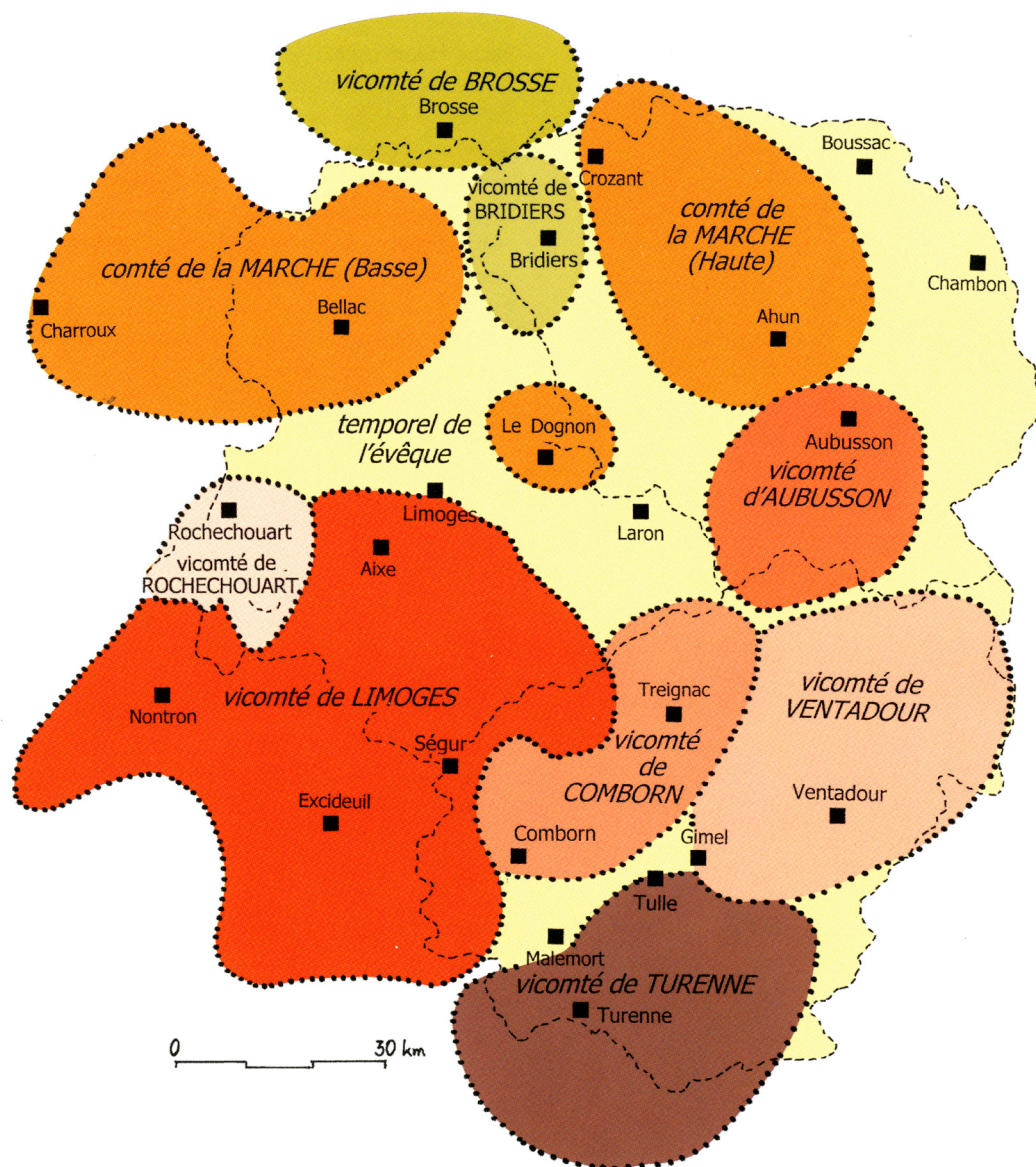 vicomté de BROSSE
Brosse
Boussac
Crozant
vicomté de
BRIDIERS
Bridiers
comté de
la MARCHE
(Haute)
comté de la MARCHE (Basse)
Chambon
Charroux
Bellac
Ahun
temporel de
l'évêque
Le Dognon
Aubusson
vicomté
d'AUBUSSON
Limoges
Laron
Rochechouart
vicomté de
ROCHECHOUART
Aixe
vicomté de LIMOGES
Nontron
Treignac
vicomté de
VENTADOUR
Ségur
vicomté
de
COMBORN
Excideuil
Ventadour
Comborn
Gimel
Tulle
Malemort
vicomté de TURENNE
Turenne
0 30 km